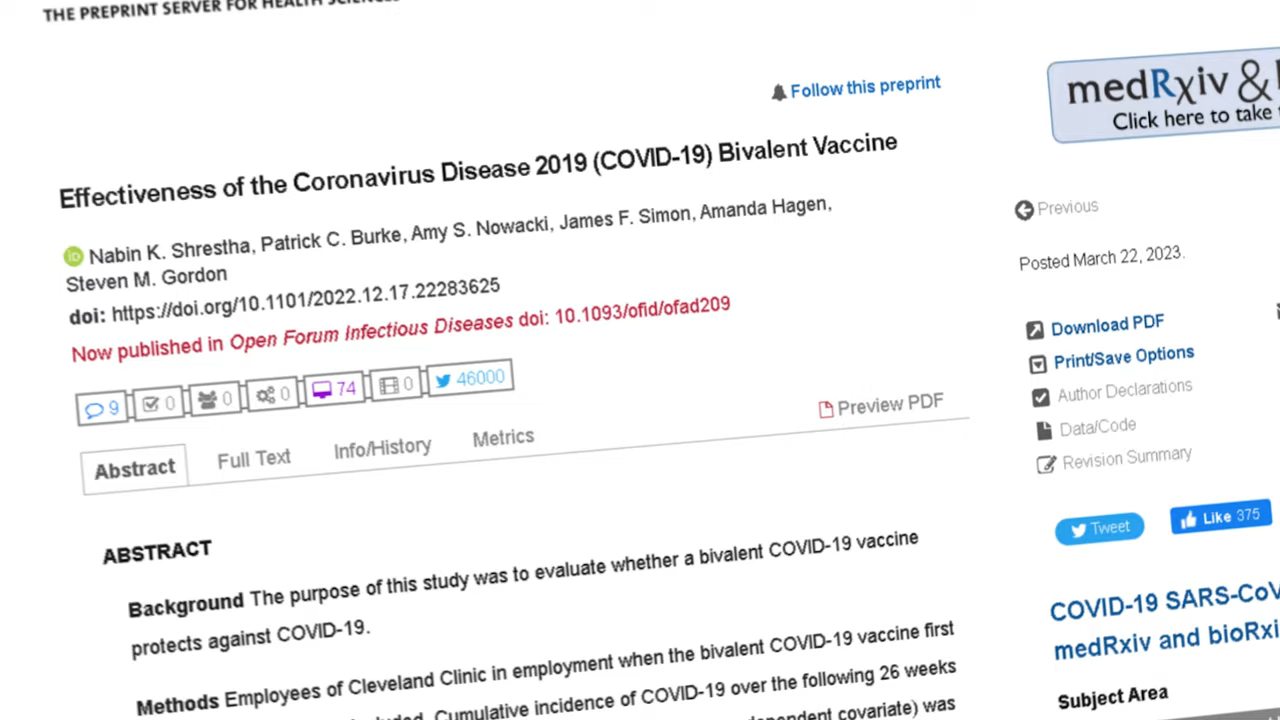 THE PREPRINT SERVER FOR HEALTH SCIENCES
Follow this preprint
Effectiveness of the Coronavirus Disease 2019 (COVID-19) Bivalent Vaccine
iD Nabin K. Shrestha, Patrick C. Burke, Amy S. Nowacki, James F. Simon, Amanda Hagen,
Steven M. Gordon
doi: https://doi.org/10.1101/2022.12.17.22283625
Now published in Open Forum Infectious Diseases doi: 10.1093/ofid/ofad209
9 0 0 0 74 0 46000
Preview PDF
Abstract Full Text Info/History Metrics
ABSTRACT
Background The purpose of this study was to evaluate whether a bivalent COVID-19 vaccine
protects against COVID-19.
Methods Employees of Cleveland Clinic in employment when the bivalent COVID-19 vaccine first
Cumulative incidence of COVID-19 over the following 26 weeks
covariate) was
medRxiv &
Click here to take
Previous
Posted March 22, 2023.
Download PDF
Print/Save Options
Author Declarations
Data/Code
Revision Summary
Tweet
Like 375
COVID-19 SARS-CoV
medRxiv and bioRxi
Subject Area